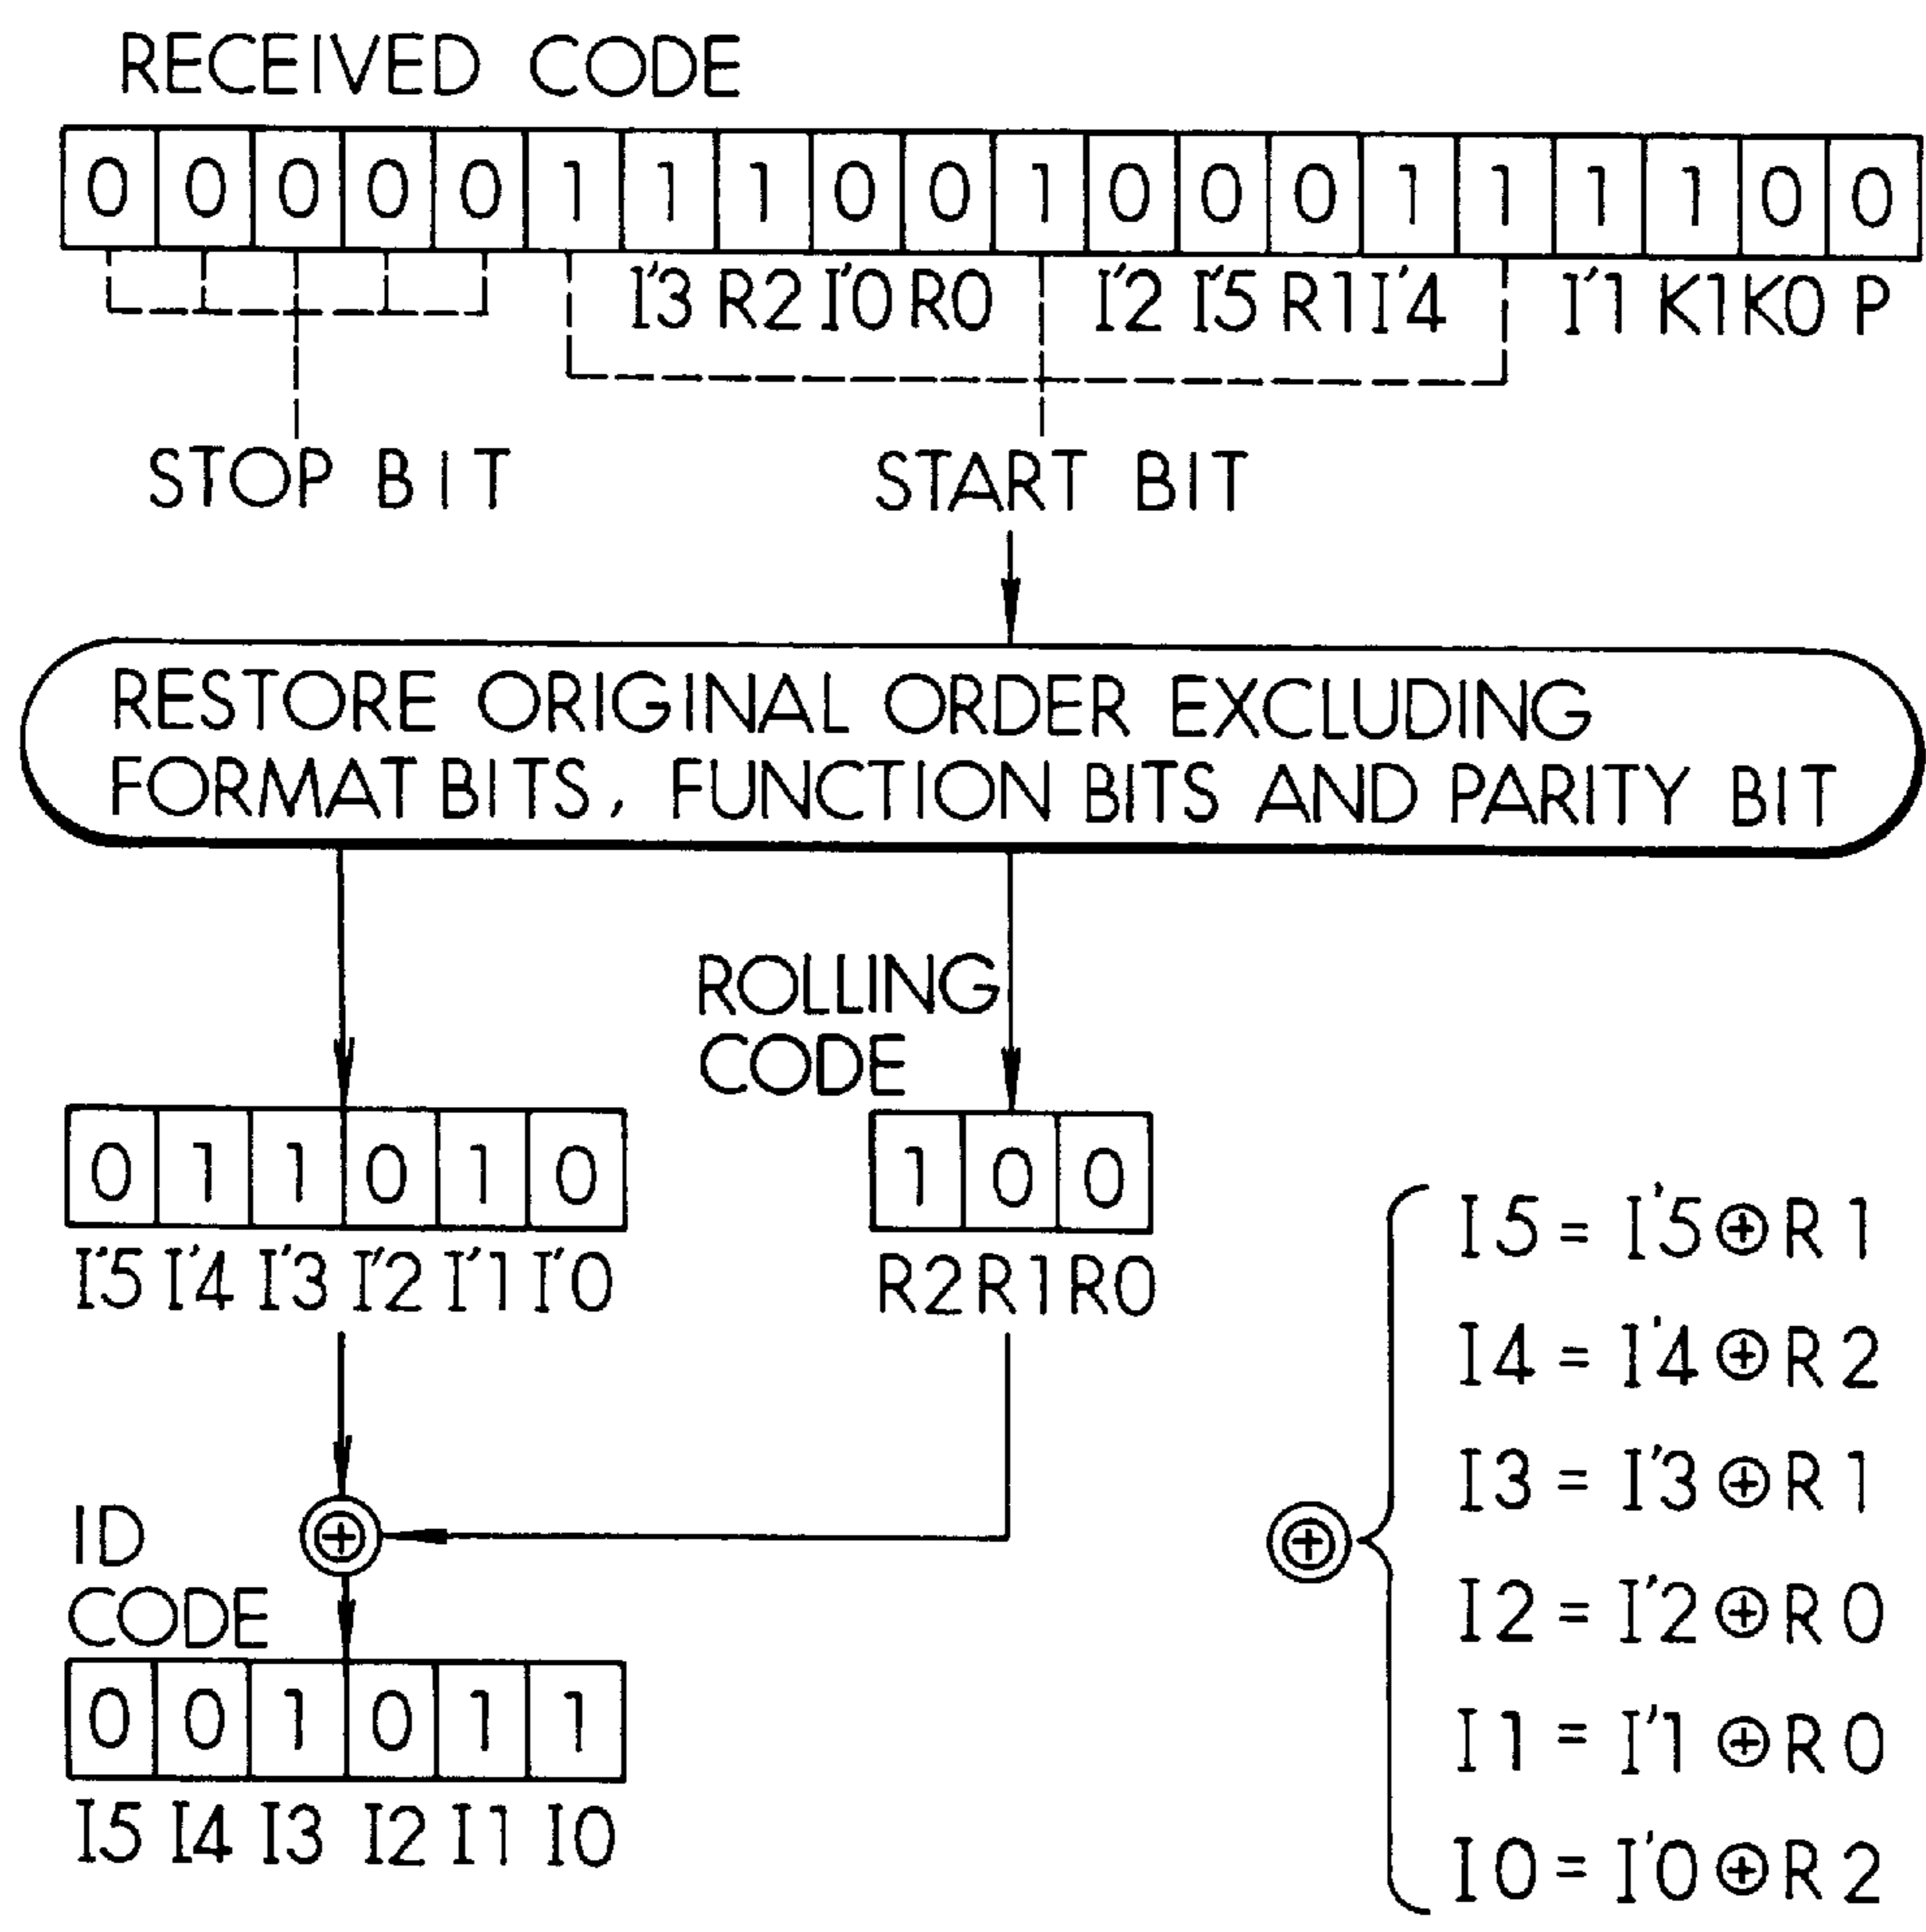 RECEIVED CODE
0 0 0 0 0 1 1 1 0 0 1 0 0 0 1 1 1 1 0 0
I'3 R2 I'0 R0 I'2 I'5 R1 I'4 I'1 K1 K0 P
STOP BIT START BIT
RESTORE ORIGINAL ORDER EXCLUDING
FORMAT BITS, FUNCTION BITS AND PARITY BIT
ROLLING
CODE
0 1 1 0 1 0
I'5 I'4 I'3 I'2 I'1 I'0
1 0 0
R2 R1 R0
ID
CODE
0 0 1 0 1 1
I5 I4 I3 I2 I1 I0
I5 = I'5 ⊕ R1
I4 = I'4 ⊕ R2
I3 = I'3 ⊕ R1
I2 = I'2 ⊕ R0
I1 = I'1 ⊕ R0
I0 = I'0 ⊕ R2